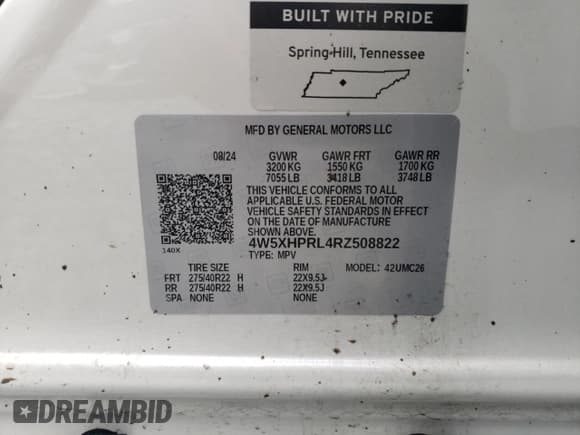 BUILT WITH PRIDE
Spring Hill, Tennessee
MFD BY GENERAL MOTORS LLC
08/24 GVWR GAWR FRT GAWR RR
3200 KG 1550 KG 1700 KG
7055 LB 3418 LB 3748 LB
THIS VEHICLE CONFORMS TO ALL
APPLICABLE U.S. FEDERAL MOTOR
VEHICLE SAFETY STANDARDS IN EFFECT
ON THE DATE OF MANUFACTURE
SHOWN ABOVE.
140X
4W5XHPRL4RZ508822
TYPE: MPV
TIRE SIZE RIM MODEL: 42UMC26
FRT 275/40R22 H 22X9.5J
RR 275/40R22 H 22X9.5J
SPA NONE NONE
DREAMBID